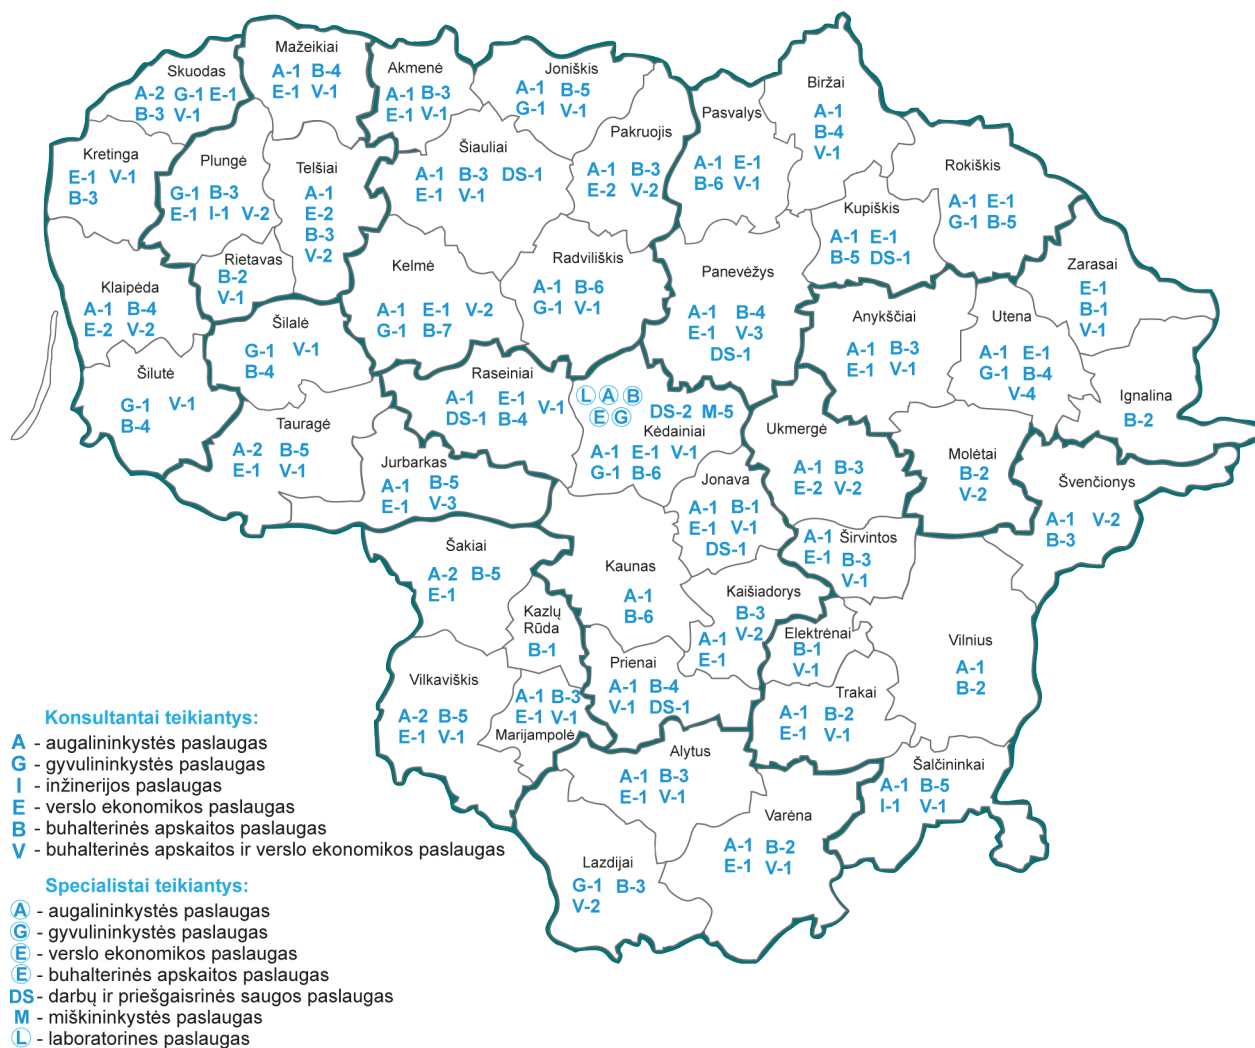 Mažeikiai
A-1 B-4
E-1 V-1
Skuodas
A-2 G-1 E-1
B-3 V-1
Akmenė
A-1 B-3
E-1 V-1
Joniškis
A-1 B-5
G-1 V-1
Biržai
A-1
B-4
V-1
Pasvalys
A-1 E-1
B-6 V-1
Pakruojis
A-1 B-3
E-2 V-2
Šiauliai
A-1 B-3 DS-1
E-1 V-1
Kretinga
E-1 V-1
B-3
Plungė
G-1 B-3
E-1 I-1 V-2
Telšiai
A-1
E-2
B-3
V-2
Rokiškis
A-1 E-1
G-1 B-5
Kupiškis
A-1 E-1
B-5 DS-1
Rietavas
B-2
V-1
Kelmė
A-1 E-1 V-2
G-1 B-7
Radviliškis
A-1 B-6
G-1 V-1
Panevėžys
A-1 B-4
E-1 V-3
DS-1
Zarasai
E-1
B-1
V-1
Klaipėda
A-1 B-4
E-2 V-2
Šilalė
G-1 V-1
B-4
Anykščiai
A-1 B-3
E-1 V-1
Utena
A-1 E-1
G-1 B-4
V-4
Šilutė
G-1 V-1
B-4
Raseiniai
A-1 E-1 V-1
DS-1 B-4
L A B
E G
DS-2 M-5
Kėdainiai
A-1 E-1 V-1
G-1 B-6
Ignalina
B-2
Tauragė
A-2 B-5
E-1 V-1
Jurbarkas
A-1 B-5
E-1 V-3
Ukmergė
A-1 B-3
E-2 V-2
Molėtai
B-2
V-2
Švenčionys
A-1 V-2
B-3
Jonava
A-1 B-1
E-1 V-1
DS-1
Širvintos
A-1
E-1 B-3
V-1
Šakiai
A-2 B-5
E-1
Kaunas
A-1
B-6
Kaišiadorys
B-3
V-2
A-1
E-1
Kazlų
Rūda
B-1
Elektrėnai
B-1
V-1
Vilnius
A-1
B-2
Vilkaviškis
A-2 B-5
E-1 V-1
A-1 B-3
E-1 V-1
Marijampolė
Prienai
A-1 B-4
V-1 DS-1
Trakai
A-1 B-2
E-1 V-1
Alytus
A-1 B-3
E-1 V-1
Šalčininkai
A-1 B-5
I-1 V-1
Varėna
A-1 B-2
E-1 V-1
Lazdijai
G-1 B-3
V-2
Konsultantai teikiantys:
A - augalininkystės paslaugas
G - gyvulininkystės paslaugas
I - inžinerijos paslaugas
E - verslo ekonomikos paslaugas
B - buhalterinės apskaitos paslaugas
V - buhalterinės apskaitos ir verslo ekonomikos paslaugas
Specialistai teikiantys:
A - augalininkystės paslaugas
G - gyvulininkystės paslaugas
E - verslo ekonomikos paslaugas
E - buhalterinės apskaitos paslaugas
DS - darbų ir priešgaisrinės saugos paslaugas
M - miškininkystės paslaugas
L - laboratorines paslaugas